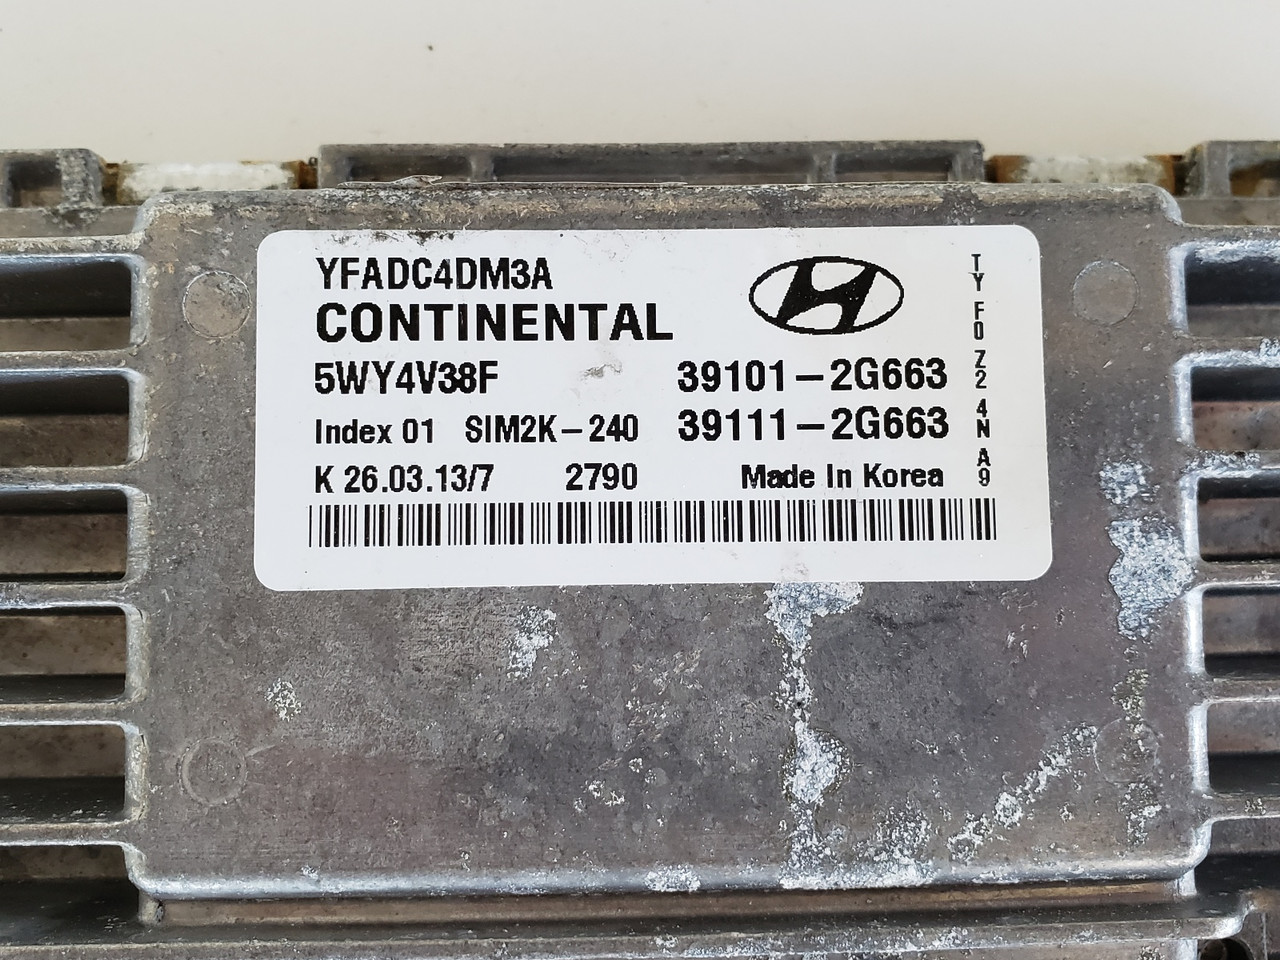 YFADC4DM3A
CONTINENTAL
5WY4V38F 39101-2G663
Index 01 SIM2K-240 39111-2G663
K 26.03.13/7 2790 Made In Korea
TY F0 Z2 4N A9